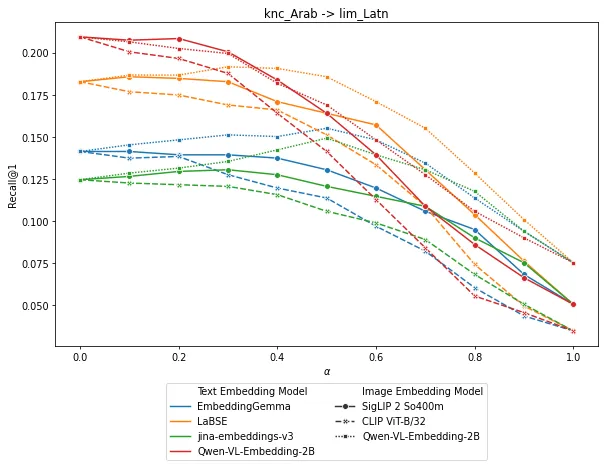 knc_Arab -> lim_Latn
Recall@1
0.200
0.175
0.150
0.125
0.100
0.075
0.050
0.0 0.2 0.4 0.6 0.8 1.0
α
Text Embedding Model
EmbeddingGemma
LaBSE
jina-embeddings-v3
Qwen-VL-Embedding-2B
Image Embedding Model
SigLIP 2 So400m
CLIP ViT-B/32
Qwen-VL-Embedding-2B